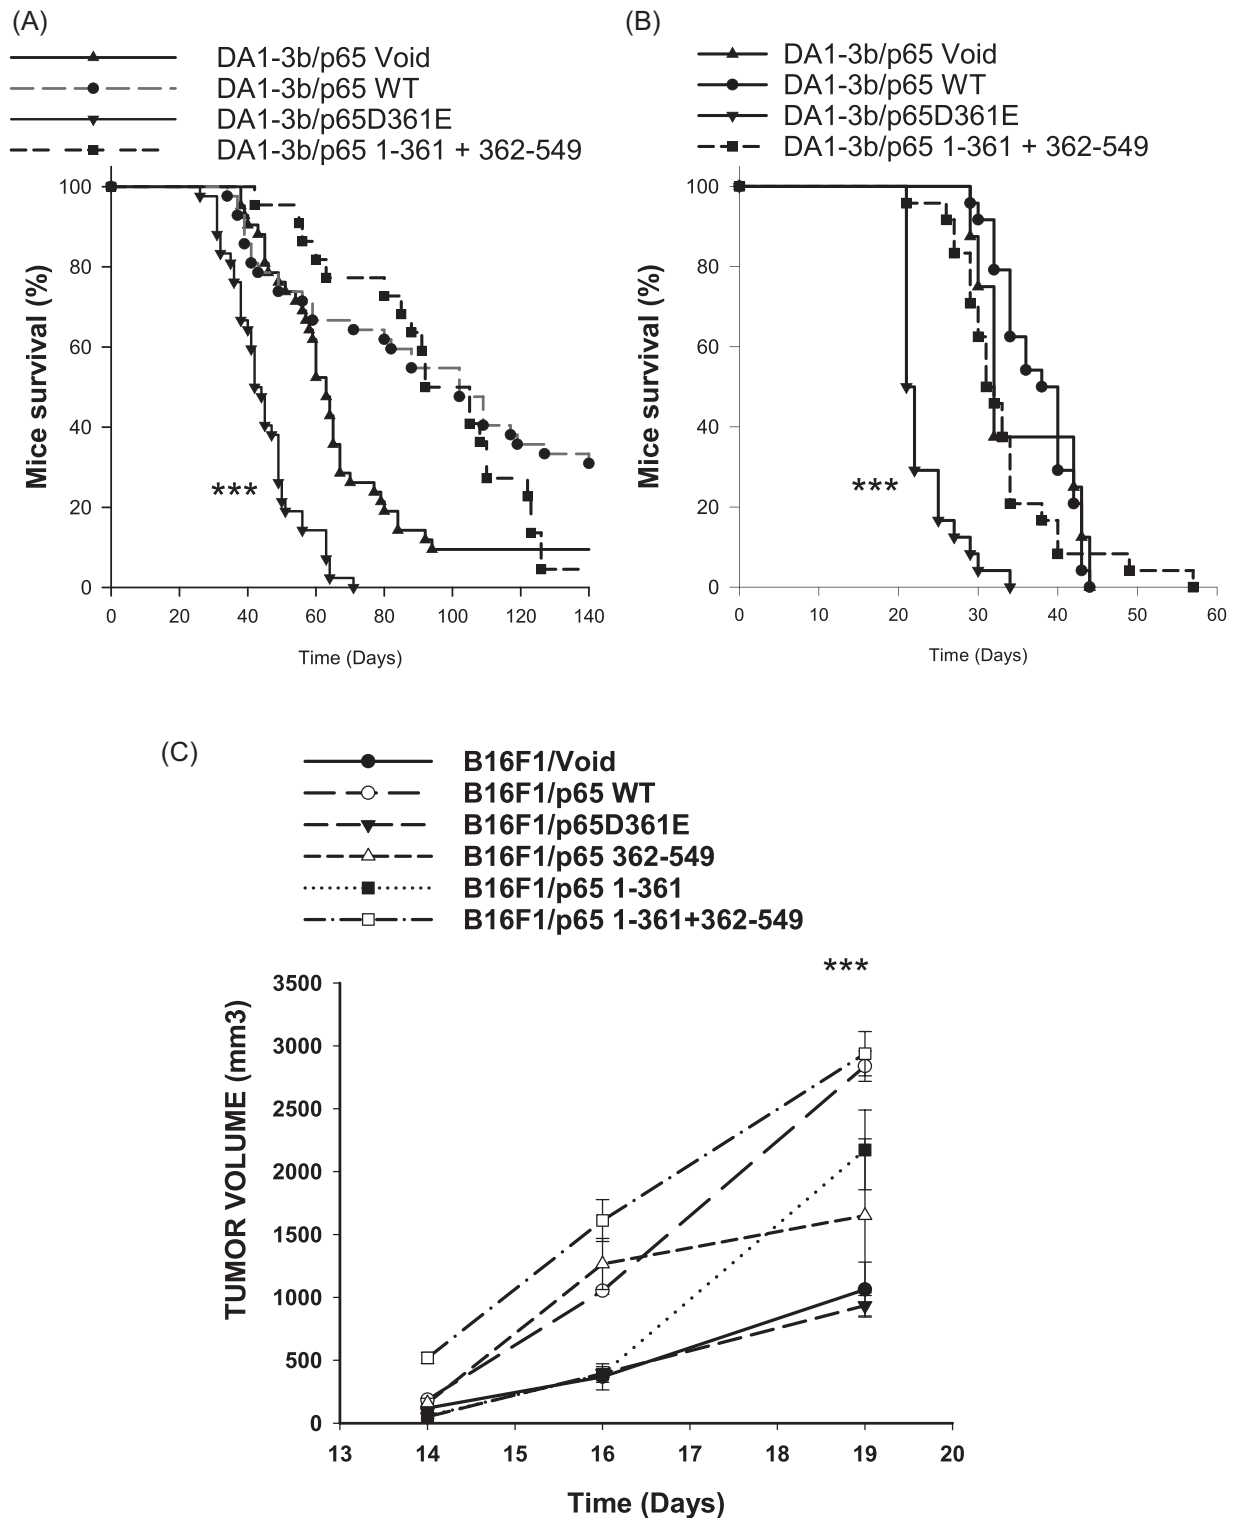 (A)
DA1-3b/p65 Void
DA1-3b/p65 WT
DA1-3b/p65D361E
DA1-3b/p65 1-361 + 362-549
100
80
60
40
20
0
Mice survival (%)
***
0 20 40 60 80 100 120 140
Time (Days)
(B)
DA1-3b/p65 Void
DA1-3b/p65 WT
DA1-3b/p65D361E
DA1-3b/p65 1-361 + 362-549
100
80
60
40
20
0
Mice survival (%)
***
0 10 20 30 40 50 60
Time (Days)
(C)
B16F1/Void
B16F1/p65 WT
B16F1/p65D361E
B16F1/p65 362-549
B16F1/p65 1-361
B16F1/p65 1-361+362-549
***
3500
3000
2500
2000
1500
1000
500
0
TUMOR VOLUME (mm3)
13 14 15 16 17 18 19 20
Time (Days)